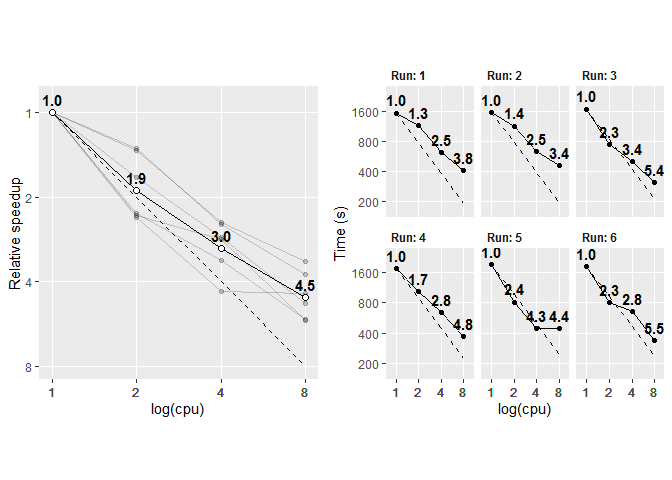 Relative speedup
1
2
4
8
1.0
1.9
3.0
4.5
1 2 4 8
log(cpu)
Time (s)
Run: 1 Run: 2 Run: 3
1600
800
400
200
1.0 1.3 2.5 3.8
1.0 1.4 2.5 3.4
1.0 2.3 3.4 5.4
Run: 4 Run: 5 Run: 6
1600
800
400
200
1.0 1.7 2.8 4.8
1.0 2.4 4.3 4.4
1.0 2.3 2.8 5.5
1 2 4 8 1 2 4 8 1 2 4 8
log(cpu)